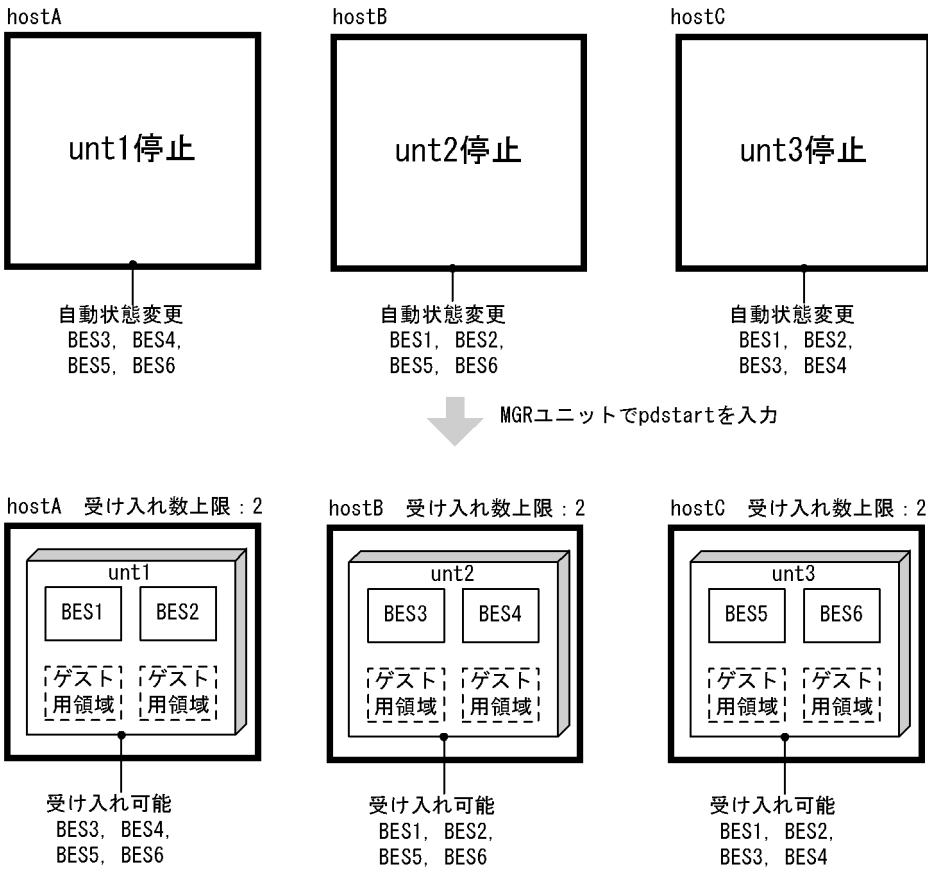 hostA
hostB
hostC
unt1停止
unt2停止
unt3停止
自動状態変更
BES3, BES4,
BES5, BES6
自動状態変更
BES1, BES2,
BES5, BES6
自動状態変更
BES1, BES2,
BES3, BES4
MGRユニットでpdstartを入力
hostA 受け入れ数上限：2
hostB 受け入れ数上限：2
hostC 受け入れ数上限：2
unt1
BES1 BES2
ゲスト ゲスト
用領域 用領域
unt2
BES3 BES4
ゲスト ゲスト
用領域 用領域
unt3
BES5 BES6
ゲスト ゲスト
用領域 用領域
受け入れ可能
BES3, BES4,
BES5, BES6
受け入れ可能
BES1, BES2,
BES5, BES6
受け入れ可能
BES1, BES2,
BES3, BES4